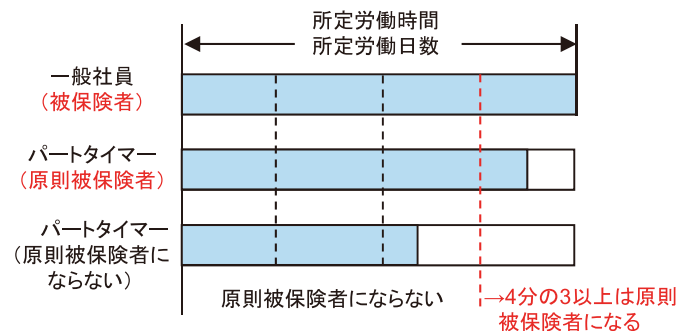 所定労働時間
所定労働日数
一般社員
（被保険者）
パートタイマー
（原則被保険者）
パートタイマー
（原則被保険者に
ならない）
原則被保険者にならない
→4分の3以上は原則
被保険者になる